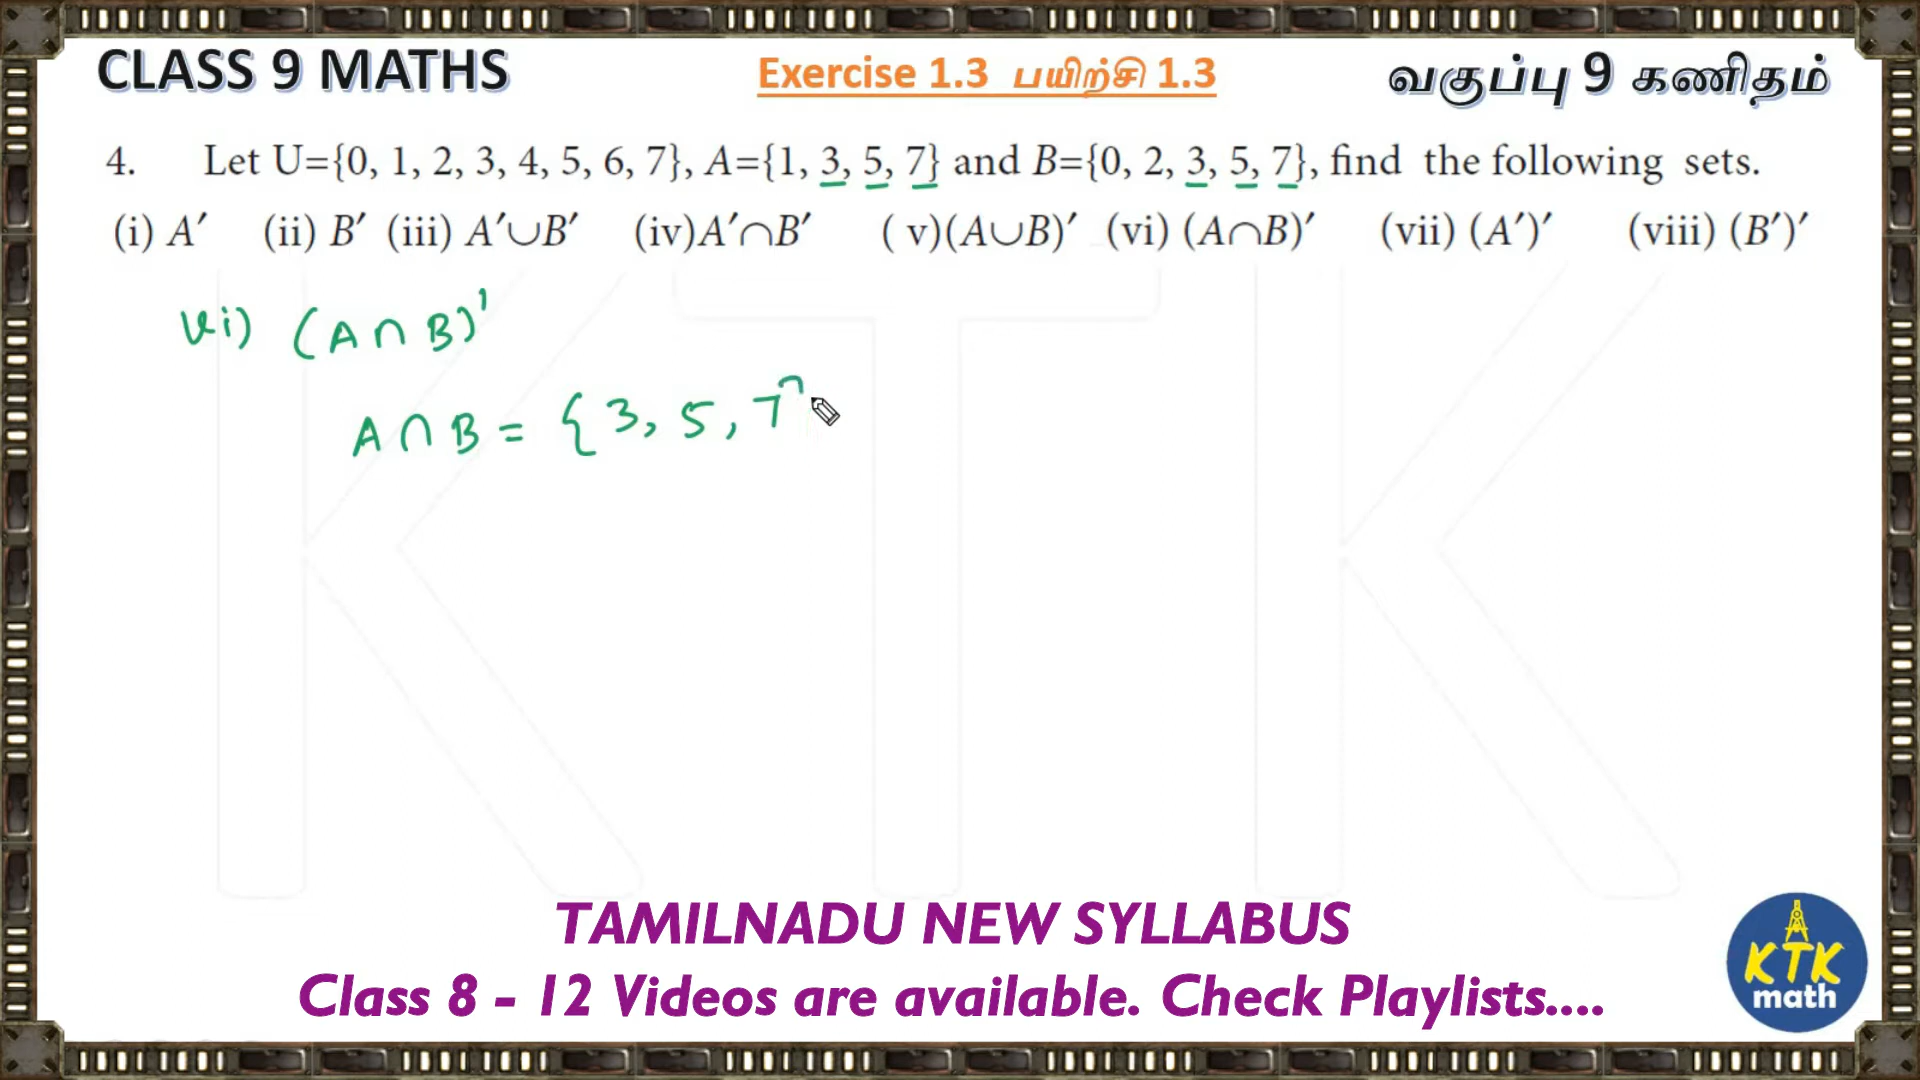 CLASS 9 MATHS Exercise 1.3 பயிற்சி 1.3 வகுப்பு 9 கணிதம்
4. Let U={0, 1, 2, 3, 4, 5, 6, 7}, A={1, 3, 5, 7} and B={0, 2, 3, 5, 7}, find the following sets.
(i) A′ (ii) B′ (iii) A′∪B′ (iv)A′∩B′ ( v)(A∪B)′ (vi) (A∩B)′ (vii) (A′)′ (viii) (B′)′
vi) (A ∩ B)'
A ∩ B = {3, 5, 7
KTK
TAMILNADU NEW SYLLABUS
Class 8 - 12 Videos are available. Check Playlists....
KTK
math